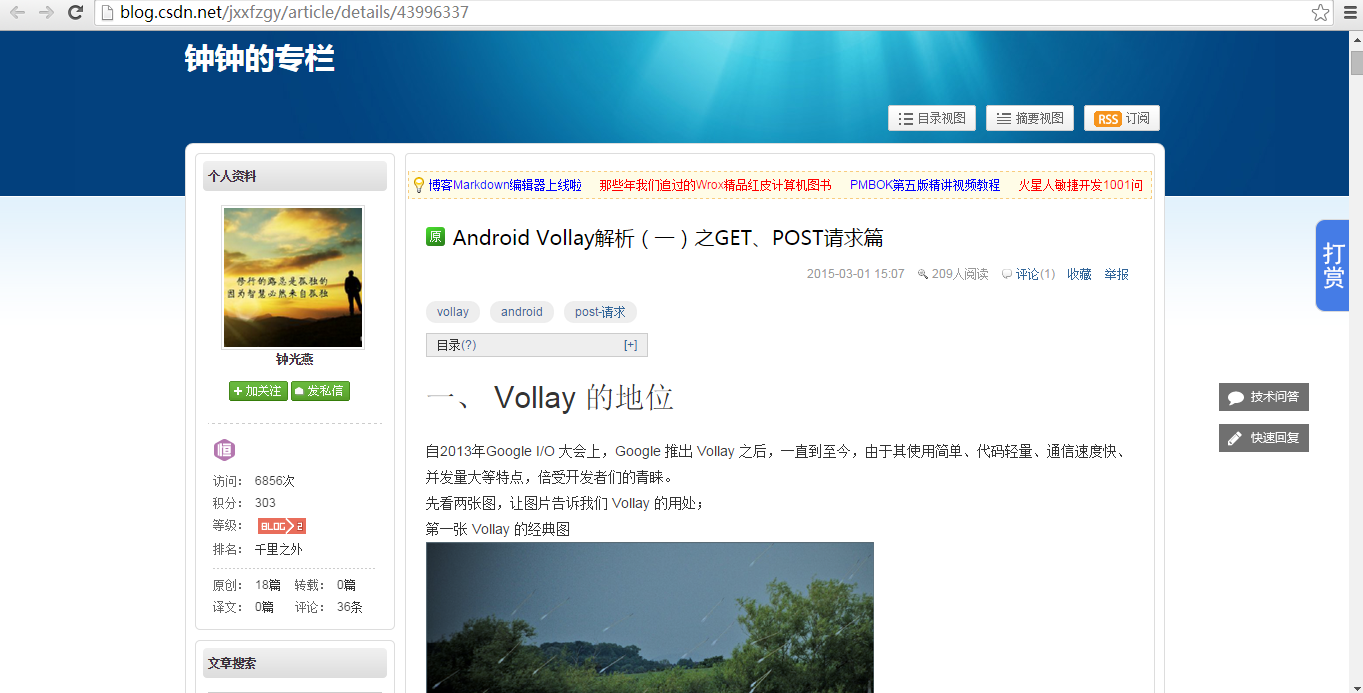 blog.csdn.net/jxxfzgy/article/details/43996337
钟钟的专栏
目录视图 摘要视图 RSS 订阅
个人资料
修行的路总是孤独的
因为智慧必然来自孤独
钟光燕
加关注 发私信
恒
访问： 6856次
积分： 303
等级： BLOG 2
排名： 千里之外
原创： 18篇 转载： 0篇
译文： 0篇 评论： 36条
文章搜索
博客Markdown编辑器上线啦 那些年我们追过的Wrox精品红皮计算机图书 PMBOK第五版精讲视频教程 火星人敏捷开发1001问
原 Android Vollay解析（一）之GET、POST请求篇
2015-03-01 15:07 209人阅读 评论(1) 收藏 举报
vollay android post-请求
目录(?) [+]
一、 Vollay 的地位
自2013年Google I/O 大会上，Google 推出 Vollay 之后，一直到至今，由于其使用简单、代码轻量、通信速度快、
并发量大等特点，倍受开发者们的青睐。
先看两张图，让图片告诉我们 Vollay 的用处；
第一张 Vollay 的经典图
打赏
技术问答
快速回复